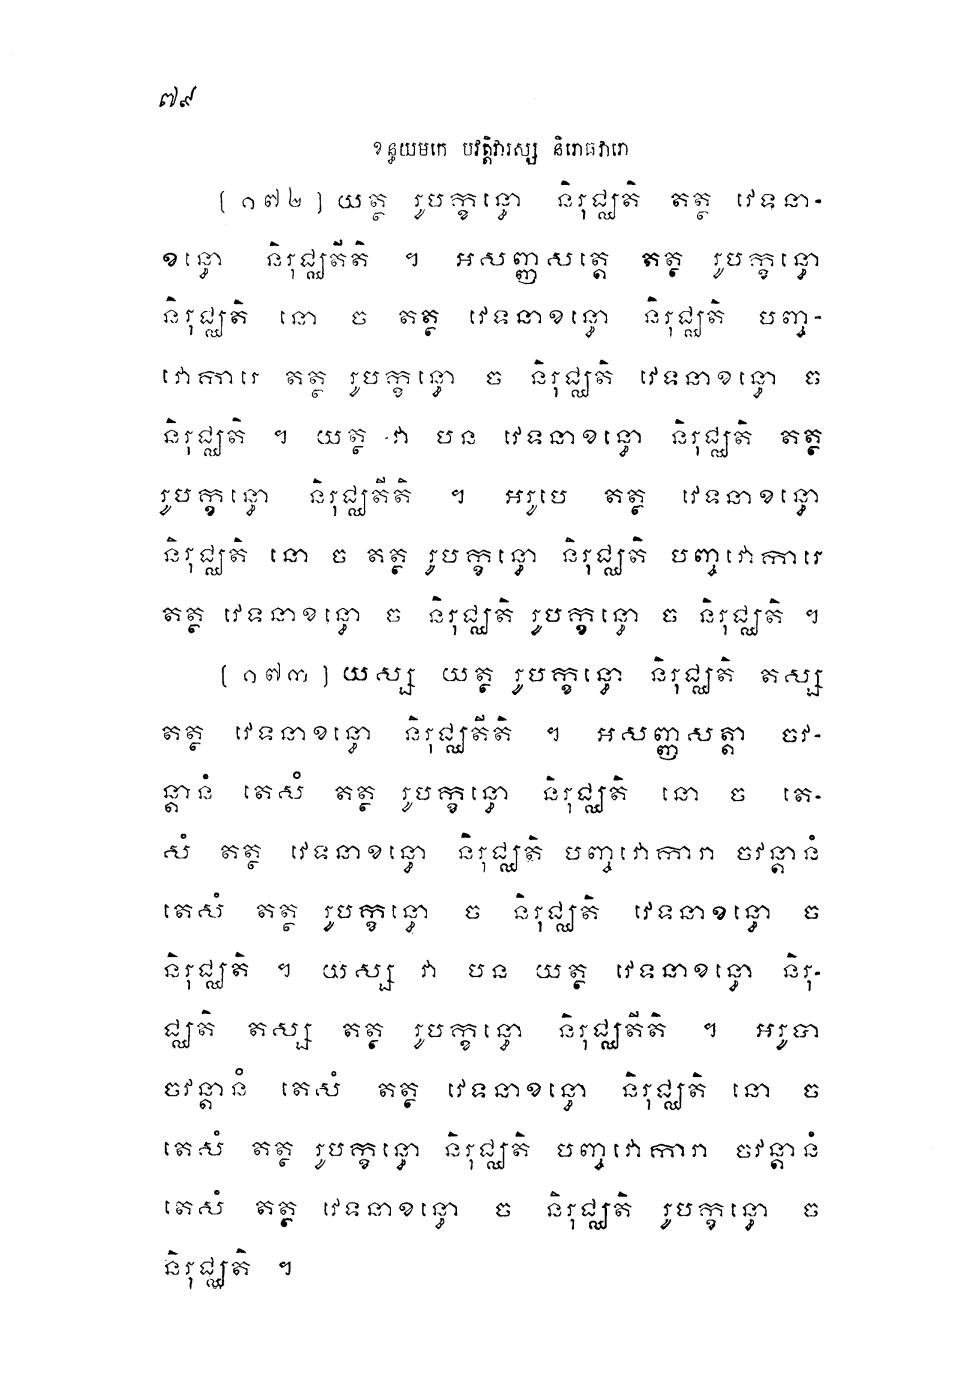 ៧៩
ខន្ធយមកេ បវត្តិវារស្ស និរោធវារោ
(១៧២) យត្ថ រូបក្ខន្ធោ និរុជ្ឈតិ តត្ថ វេទនា-
ខន្ធោ និរុជ្ឈតីតិ ។ អសញ្ញសត្តេ តត្ថ រូបក្ខន្ធោ
និរុជ្ឈតិ នោ ច តត្ថ វេទនាខន្ធោ និរុជ្ឈតិ បញ្ច-
វោការេ តត្ថ រូបក្ខន្ធោ ច និរុជ្ឈតិ វេទនាខន្ធោ ច
និរុជ្ឈតិ ។ យត្ថ វា បន វេទនាខន្ធោ និរុជ្ឈតិ តត្ថ
រូបក្ខន្ធោ និរុជ្ឈតីតិ ។ អរូបេ តត្ថ វេទនាខន្ធោ
និរុជ្ឈតិ នោ ច តត្ថ រូបក្ខន្ធោ និរុជ្ឈតិ បញ្ចវោការេ
តត្ថ វេទនាខន្ធោ ច និរុជ្ឈតិ រូបក្ខន្ធោ ច និរុជ្ឈតិ ។
(១៧៣) យស្ស យត្ថ រូបក្ខន្ធោ និរុជ្ឈតិ តស្ស
តត្ថ វេទនាខន្ធោ និរុជ្ឈតីតិ ។ អសញ្ញសត្តា ចវ-
ន្តានំ តេសំ តត្ថ រូបក្ខន្ធោ និរុជ្ឈតិ នោ ច តេ-
សំ តត្ថ វេទនាខន្ធោ និរុជ្ឈតិ បញ្ចវោការា ចវន្តានំ
តេសំ តត្ថ រូបក្ខន្ធោ ច និរុជ្ឈតិ វេទនាខន្ធោ ច
និរុជ្ឈតិ ។ យស្ស វា បន យត្ថ វេទនាខន្ធោ និរុ-
ជ្ឈតិ តស្ស តត្ថ រូបក្ខន្ធោ និរុជ្ឈតីតិ ។ អរូបា
ចវន្តានំ តេសំ តត្ថ វេទនាខន្ធោ និរុជ្ឈតិ នោ ច
តេសំ តត្ថ រូបក្ខន្ធោ និរុជ្ឈតិ បញ្ចវោការា ចវន្តានំ
តេសំ តត្ថ វេទនាខន្ធោ ច និរុជ្ឈតិ រូបក្ខន្ធោ ច
និរុជ្ឈតិ ។